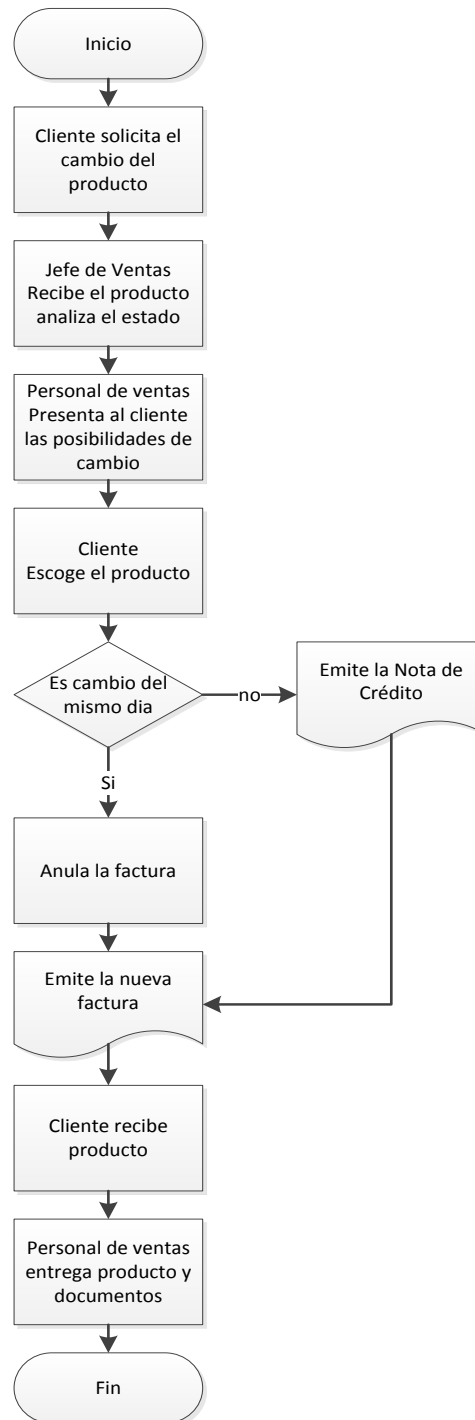 Inicio
Cliente solicita el
cambio del
producto
Jefe de Ventas
Recibe el producto
analiza el estado
Personal de ventas
Presenta al cliente
las posibilidades de
cambio
Cliente
Escoge el producto
Es cambio del
mismo dia
no
Emite la Nota de
Crédito
Si
Anula la factura
Emite la nueva
factura
Cliente recibe
producto
Personal de ventas
entrega producto y
documentos
Fin